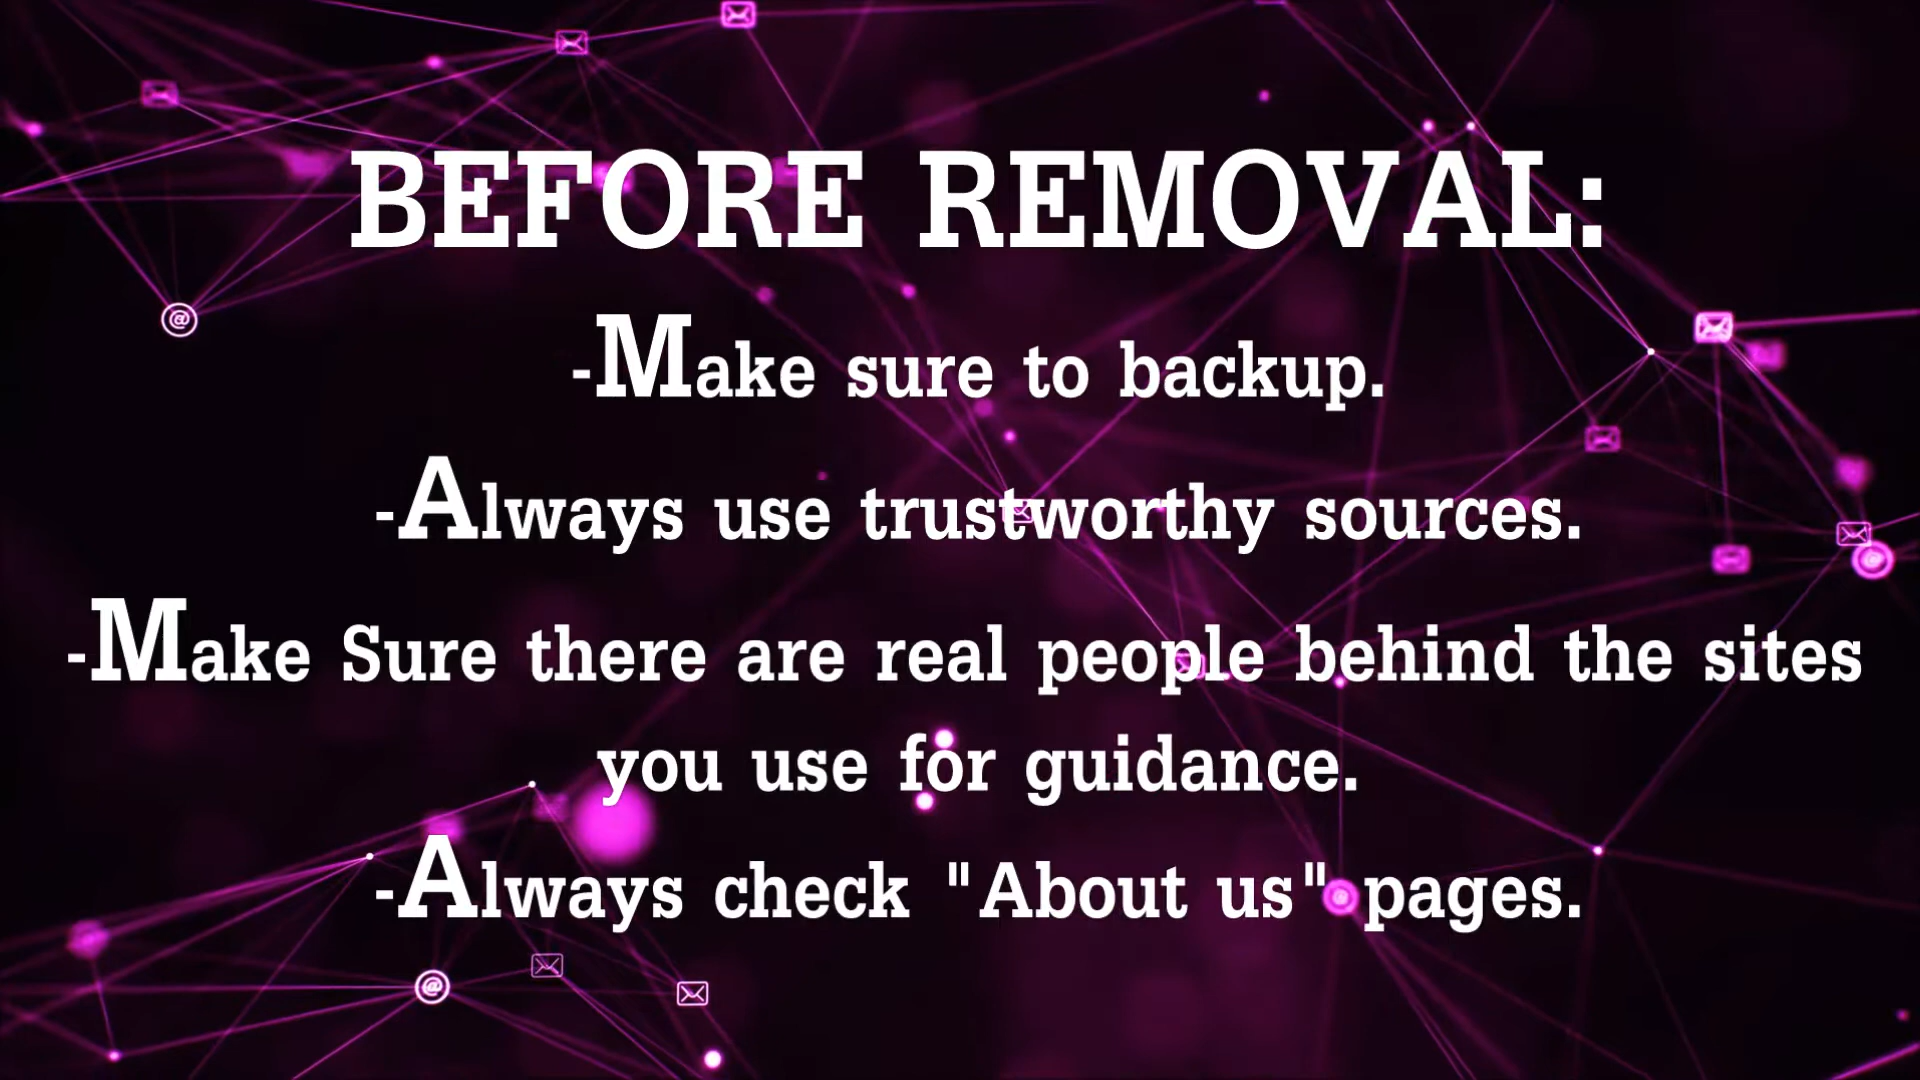 BEFORE REMOVAL:
-Make sure to backup.
-Always use trustworthy sources.
-Make Sure there are real people behind the sites
you use for guidance.
-Always check "About us" pages.